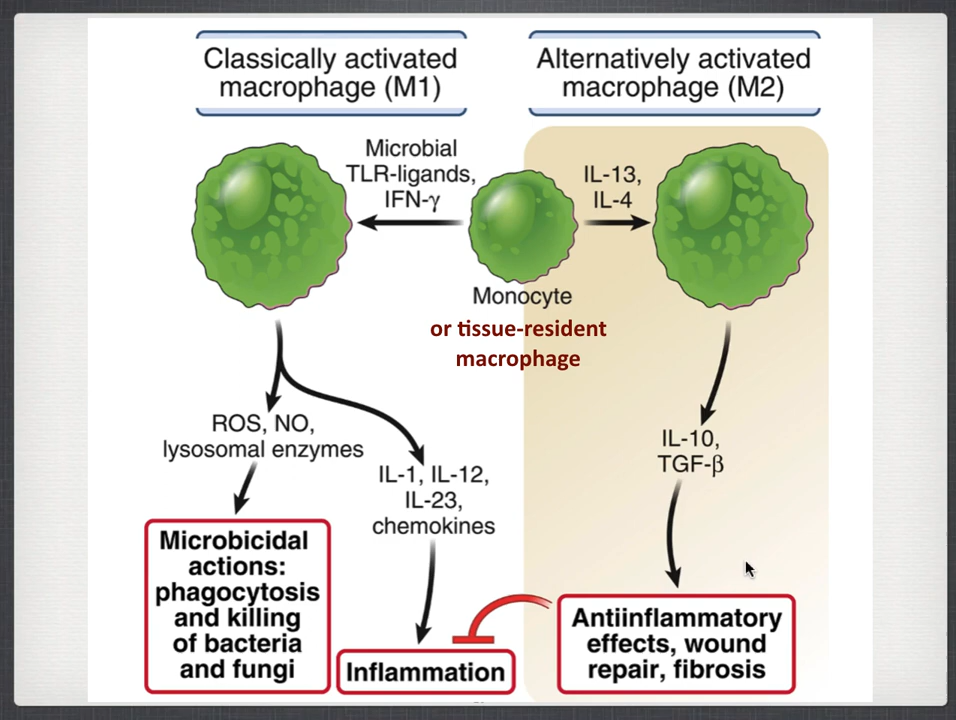 Classically activated
macrophage (M1)
Alternatively activated
macrophage (M2)
Microbial
TLR-ligands,
IFN-γ
IL-13,
IL-4
Monocyte
or tissue-resident
macrophage
ROS, NO,
lysosomal enzymes
IL-1, IL-12,
IL-23,
chemokines
IL-10,
TGF-β
Microbicidal
actions:
phagocytosis
and killing
of bacteria
and fungi
Inflammation
Antiinflammatory
effects, wound
repair, fibrosis